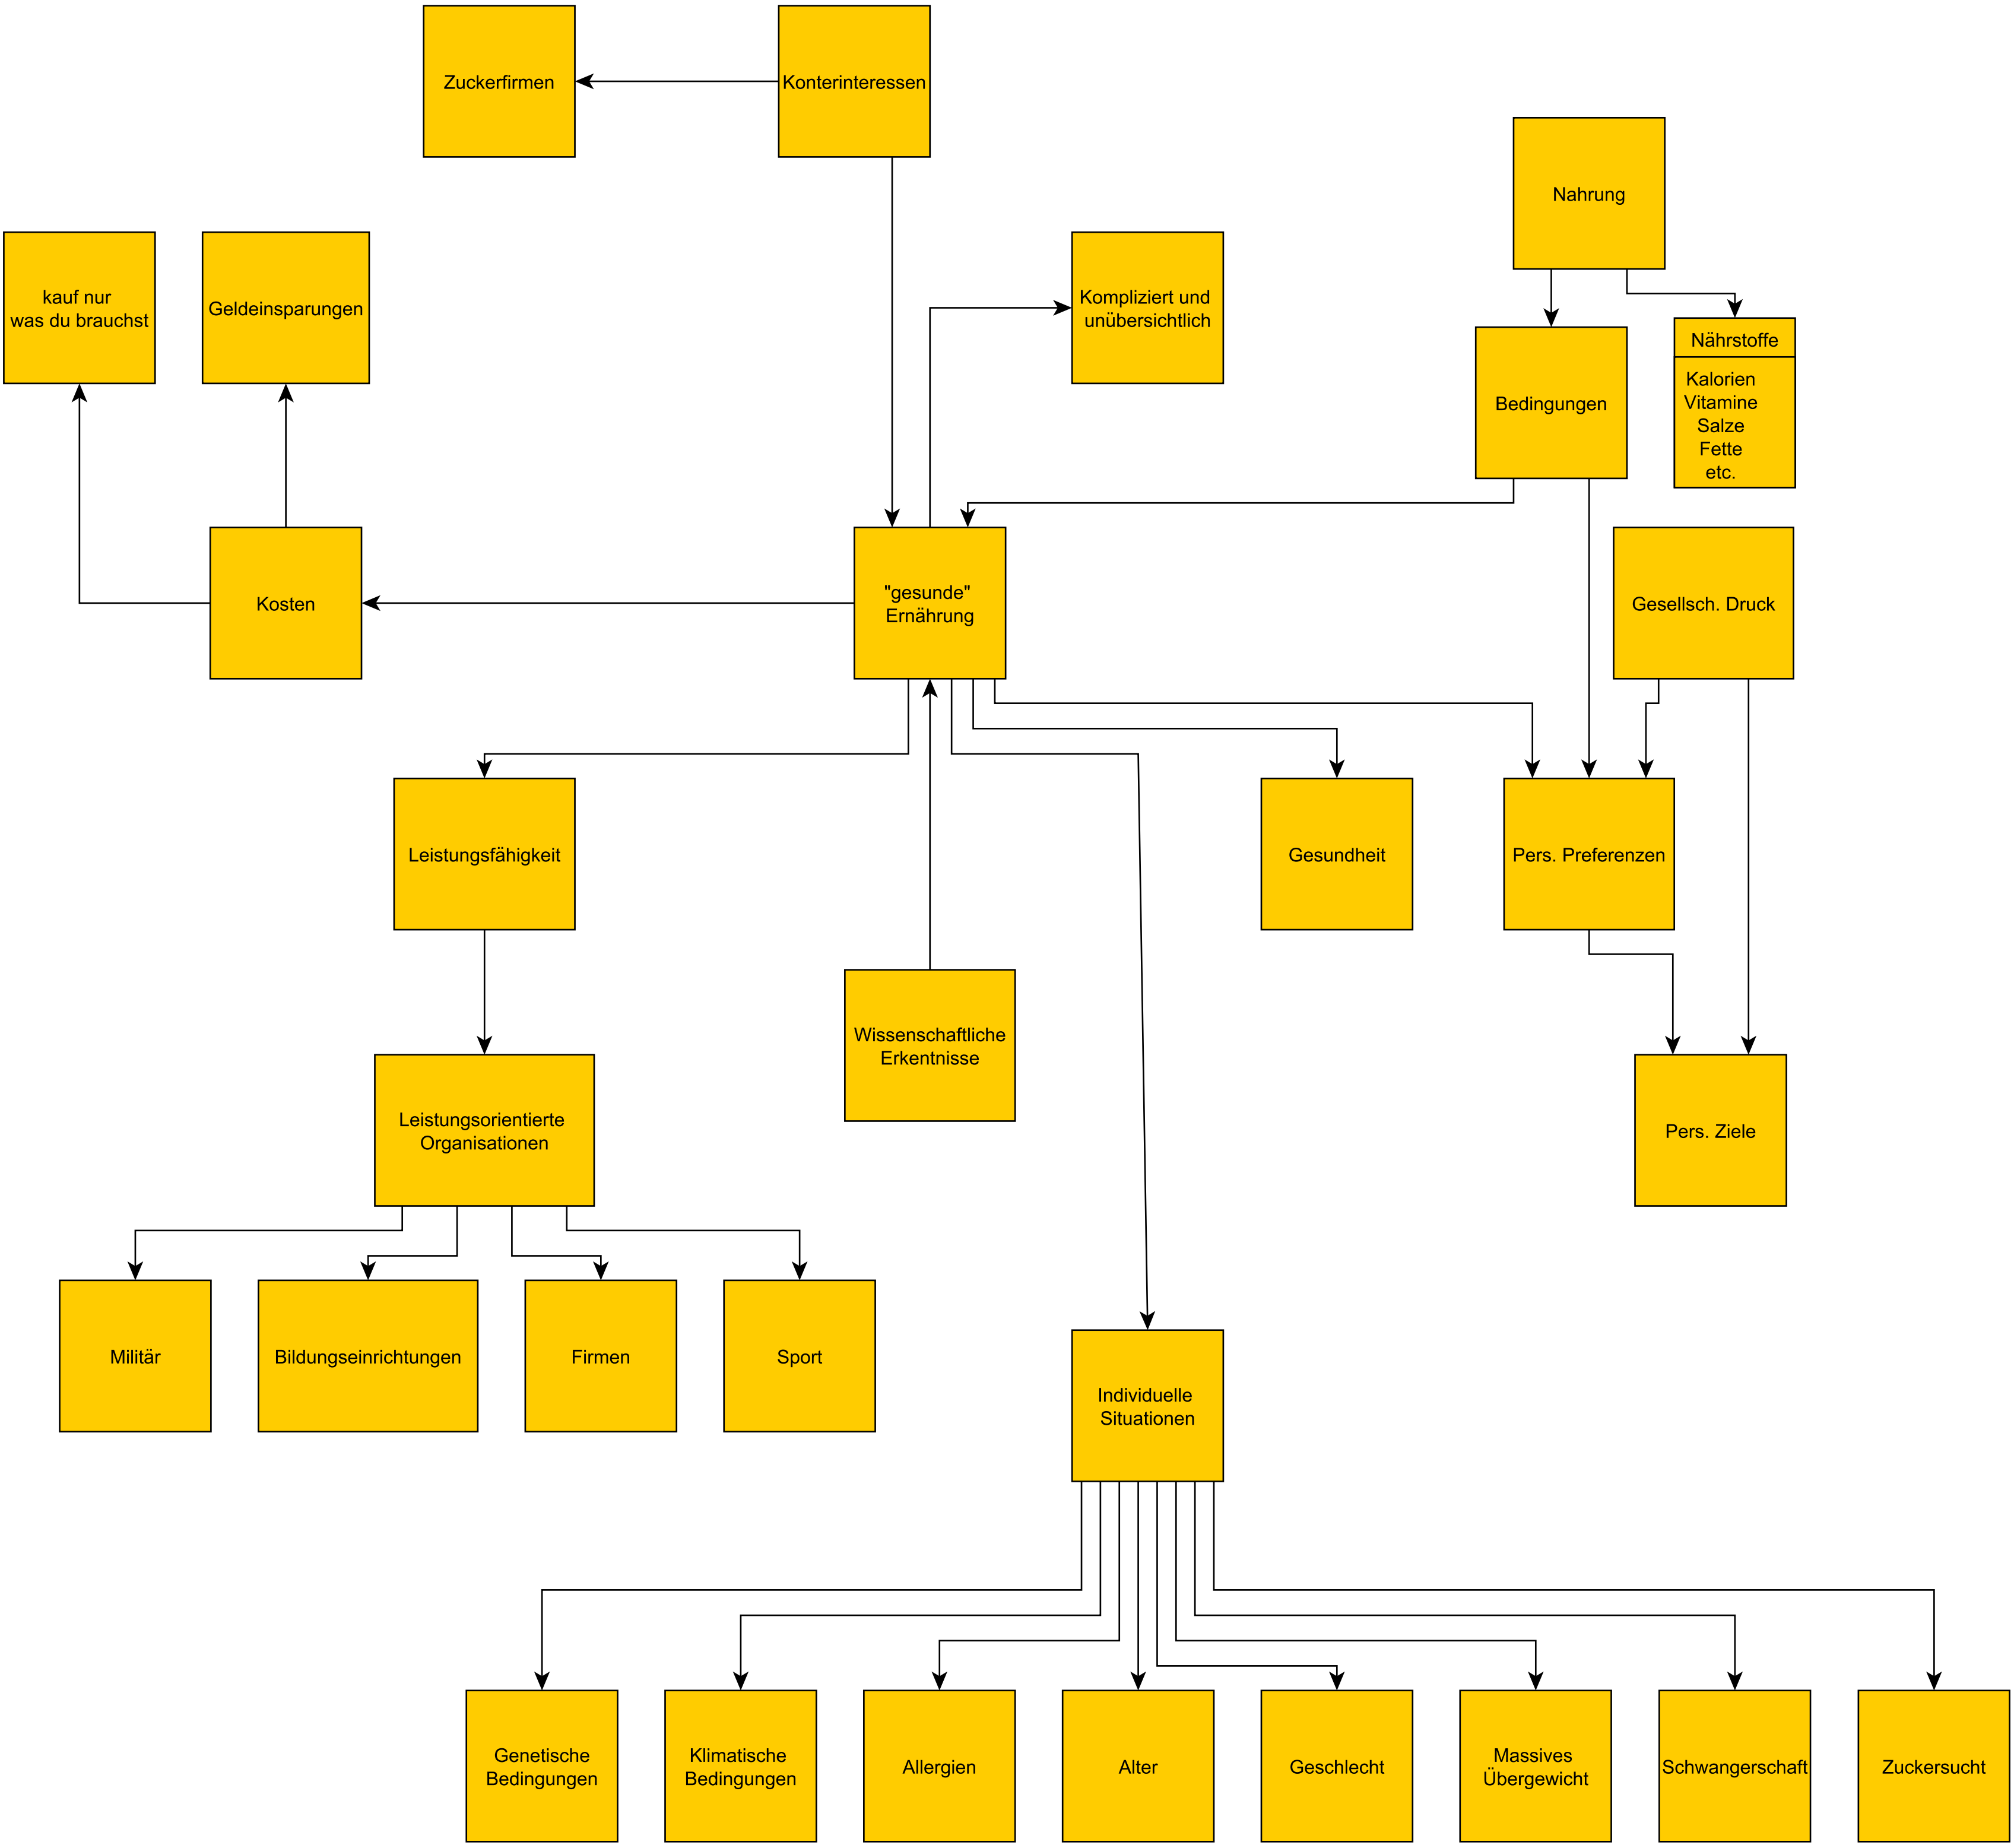 Zuckerfirmen
Konterinteressen
Nahrung
kauf nur
was du brauchst
Geldeinsparungen
Kompliziert und
unübersichtlich
Nährstoffe
Kalorien
Vitamine
Salze
Fette
etc.
Bedingungen
Kosten
"gesunde"
Ernährung
Gesellsch. Druck
Leistungsfähigkeit
Gesundheit
Pers. Preferenzen
Wissenschaftliche
Erkentnisse
Leistungsorientierte
Organisationen
Pers. Ziele
Militär
Bildungseinrichtungen
Firmen
Sport
Individuelle
Situationen
Genetische
Bedingungen
Klimatische
Bedingungen
Allergien
Alter
Geschlecht
Massives
Übergewicht
Schwangerschaft
Zuckersucht